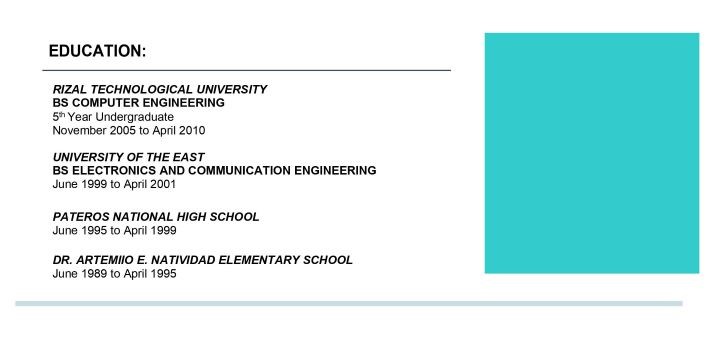 EDUCATION:
RIZAL TECHNOLOGICAL UNIVERSITY
BS COMPUTER ENGINEERING
5th Year Undergraduate
November 2005 to April 2010
UNIVERSITY OF THE EAST
BS ELECTRONICS AND COMMUNICATION ENGINEERING
June 1999 to April 2001
PATEROS NATIONAL HIGH SCHOOL
June 1995 to April 1999
DR. ARTEMIIO E. NATIVIDAD ELEMENTARY SCHOOL
June 1989 to April 1995